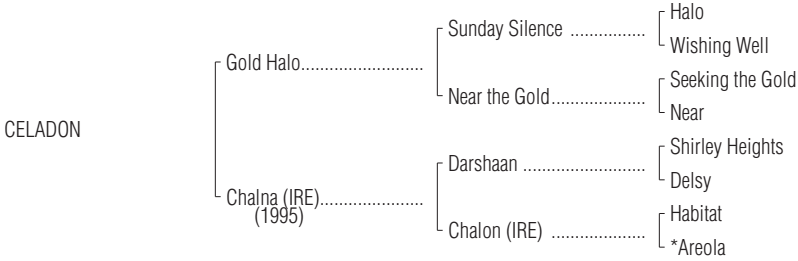 CELADON
Gold Halo.........................
Chalna (IRE).....................
(1995)
Sunday Silence ................
Near the Gold....................
Darshaan ..........................
Chalon (IRE) ....................
Halo
Wishing Well
Seeking the Gold
Near
Shirley Heights
Delsy
Habitat
*Areola